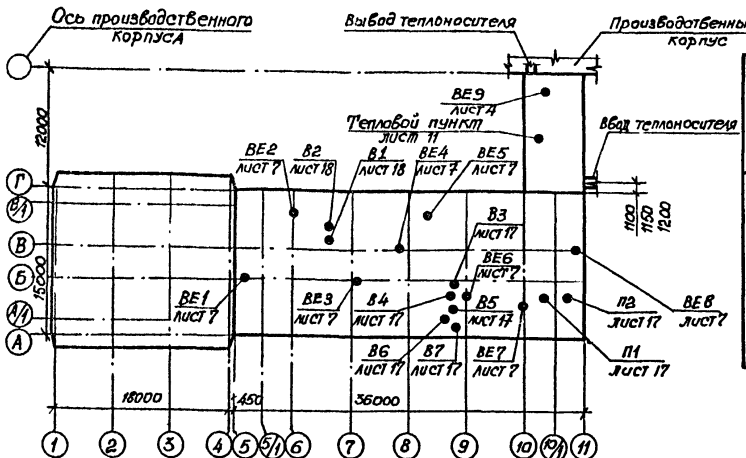 Ось производственного
корпуса
Вывод теплоносителя
Производственны
корпус
ВЕ9
лист 4
Тепловой пункт
лист 11
Ввод теплоносителя
12000
ВЕ2
лист 7
В2
лист 18
В1
лист 18
ВЕ4
лист 7
ВЕ5
лист 7
Г
В/1
В
Б
А/1
А
15000
1100
1150
1200
В3
лист 17
ВЕ6
лист 7
ВЕ1
лист 7
ВЕ3
лист 7
В4
лист 17
В5
лист 17
П2
лист 17
ВЕ8
лист 7
В6
лист 17
В7
лист 17
ВЕ7
лист 7
П1
лист 17
18000
450
36000
1
2
3
4
5
5/1
6
7
8
9
10
10/1
11